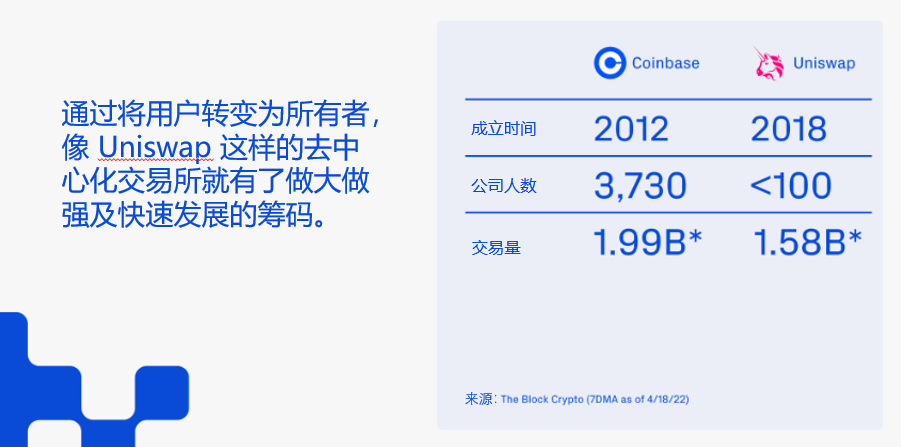 通过将用户转变为所有者，
像 Uniswap 这样的去中
心化交易所就有了做大做
强及快速发展的筹码。
Coinbase Uniswap
成立时间 2012 2018
公司人数 3,730 <100
交易量 1.99B* 1.58B*
来源：The Block Crypto (7DMA as of 4/18/22)